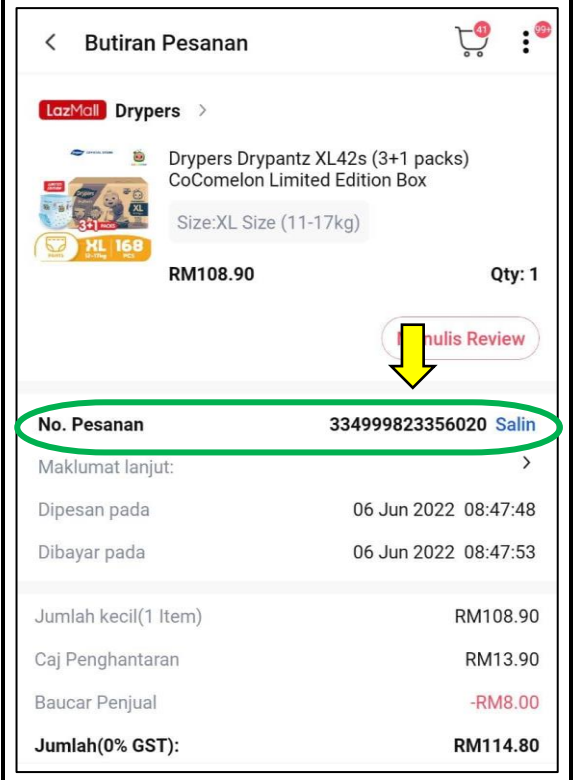 Butiran Pesanan
41
99+
LazMall Drypers
Drypers Drypantz XL42s (3+1 packs)
CoComelon Limited Edition Box
Size:XL Size (11-17kg)
3+1 PACKS
XL 168
PCS
RM108.90 Qty: 1
nulis Review
No. Pesanan 334999823356020 Salin
Maklumat lanjut:
Dipesan pada 06 Jun 2022 08:47:48
Dibayar pada 06 Jun 2022 08:47:53
Jumlah kecil(1 Item) RM108.90
Caj Penghantaran RM13.90
Baucar Penjual -RM8.00
Jumlah(0% GST): RM114.80